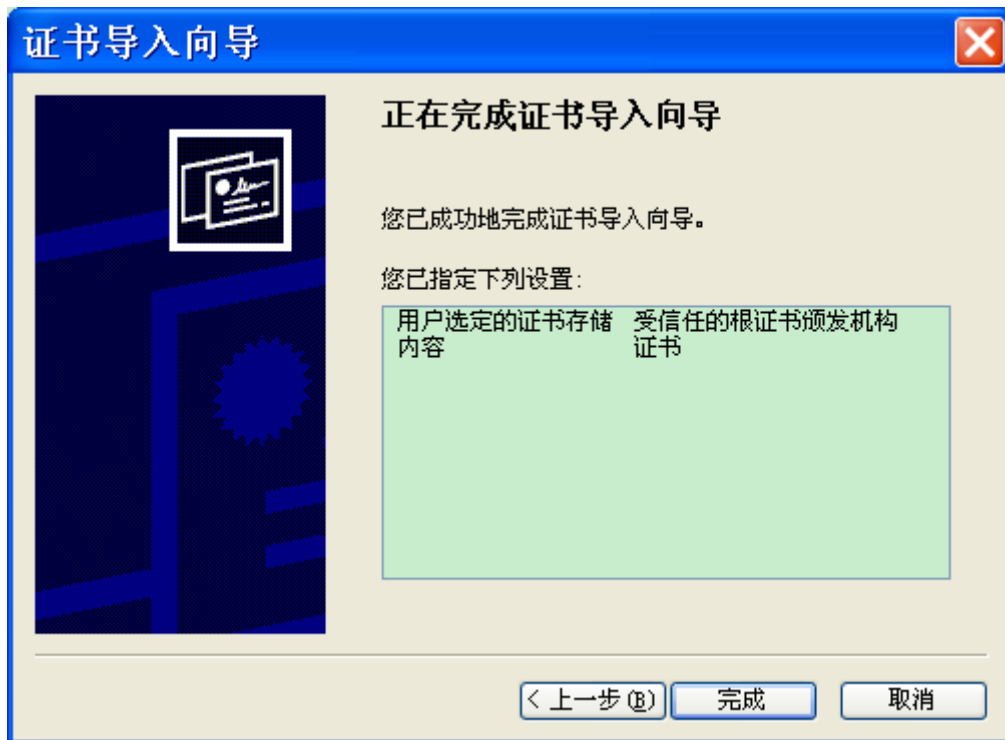 证书导入向导
正在完成证书导入向导
您已成功地完成证书导入向导。
您已指定下列设置:
用户选定的证书存储 受信任的根证书颁发机构
内容 证书
< 上一步(B) 完成 取消